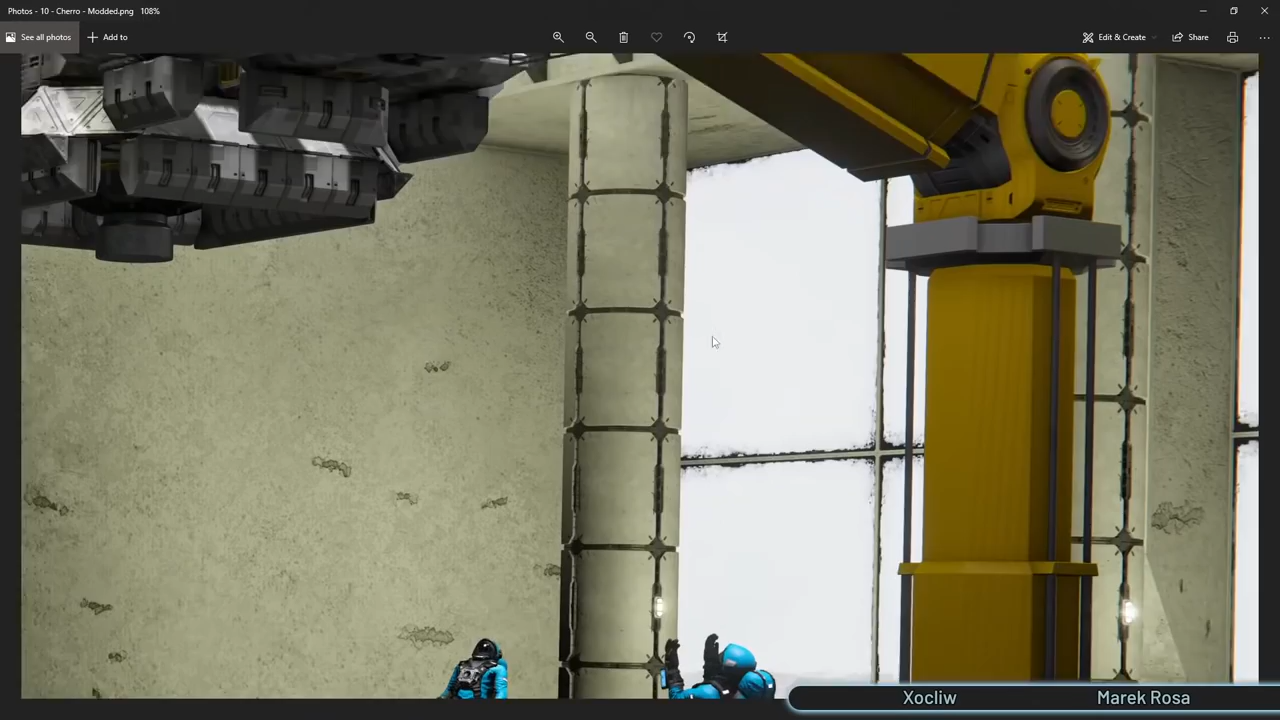 Photos - 10 - Cherro - Modded.png 108%
See all photos
Add to
Edit & Create
Share
Xocliw
Marek Rosa